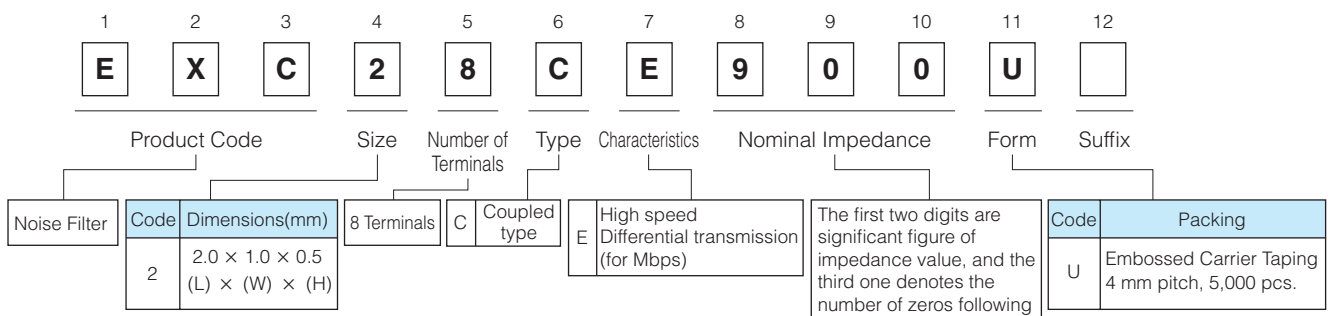 1 2 3 4 5 6 7 8 9 10 11 12
E X C 2 8 C E 9 0 0 U
Product Code Size Number of Terminals Type Characteristics Nominal Impedance Form Suffix
Noise Filter
Code Dimensions(mm)
2 2.0 × 1.0 × 0.5
(L) × (W) × (H)
8 Terminals
C Coupled
type
E High speed
Differential transmission
(for Mbps)
The first two digits are
significant figure of
impedance value, and the
third one denotes the
number of zeros following
Code Packing
U Embossed Carrier Taping
4 mm pitch, 5,000 pcs.